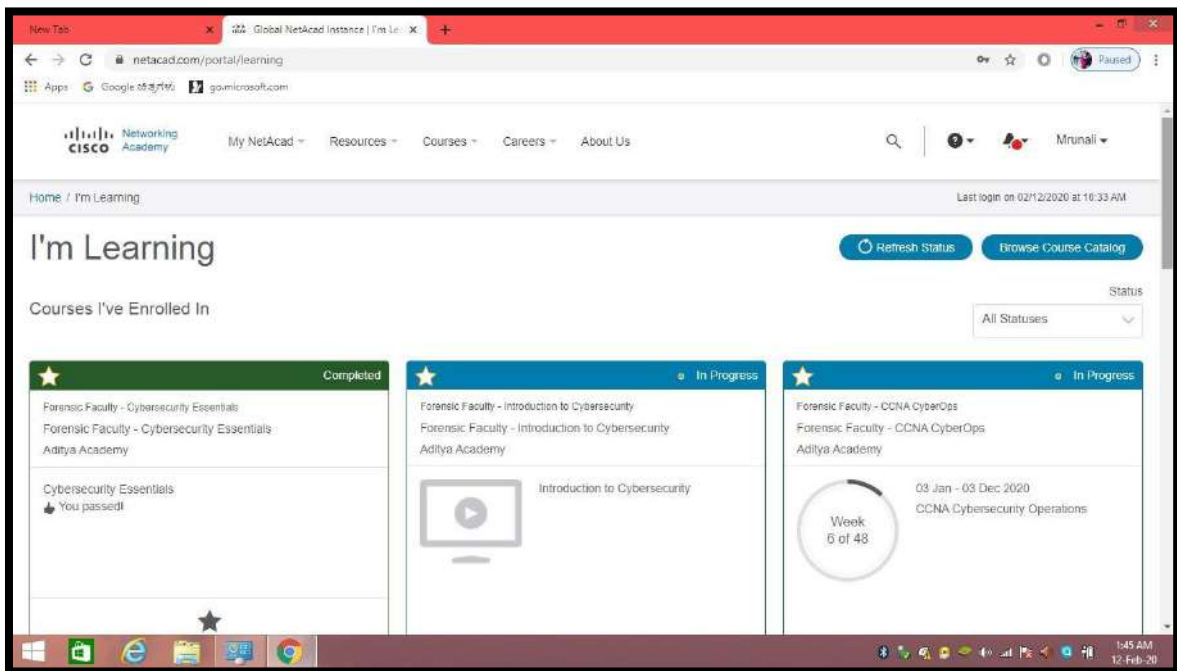 New Tab
Global NetAcad Instance | I'm Le
netacad.com/portal/learning
Paused
Apps
Google
go.microsoft.com
CISCO
Networking
Academy
My NetAcad
Resources
Courses
Careers
About Us
Mrunali
Home / I'm Learning
Last login on 02/12/2020 at 18:33 AM
I'm Learning
Refresh Status
Browse Course Catalog
Status
Courses I've Enrolled In
All Statuses
Completed
Forensic Faculty - Cybersecurity Essentials
Forensic Faculty - Cybersecurity Essentials
Aditya Academy
Cybersecurity Essentials
You passed!
In Progress
Forensic Faculty - Introduction to Cybersecurity
Forensic Faculty - Introduction to Cybersecurity
Aditya Academy
Introduction to Cybersecurity
In Progress
Forensic Faculty - CCNA CyberOps
Forensic Faculty - CCNA CyberOps
Aditya Academy
Week
6 of 48
03 Jan - 03 Dec 2020
CCNA Cybersecurity Operations
1:45 AM
12-Feb-20